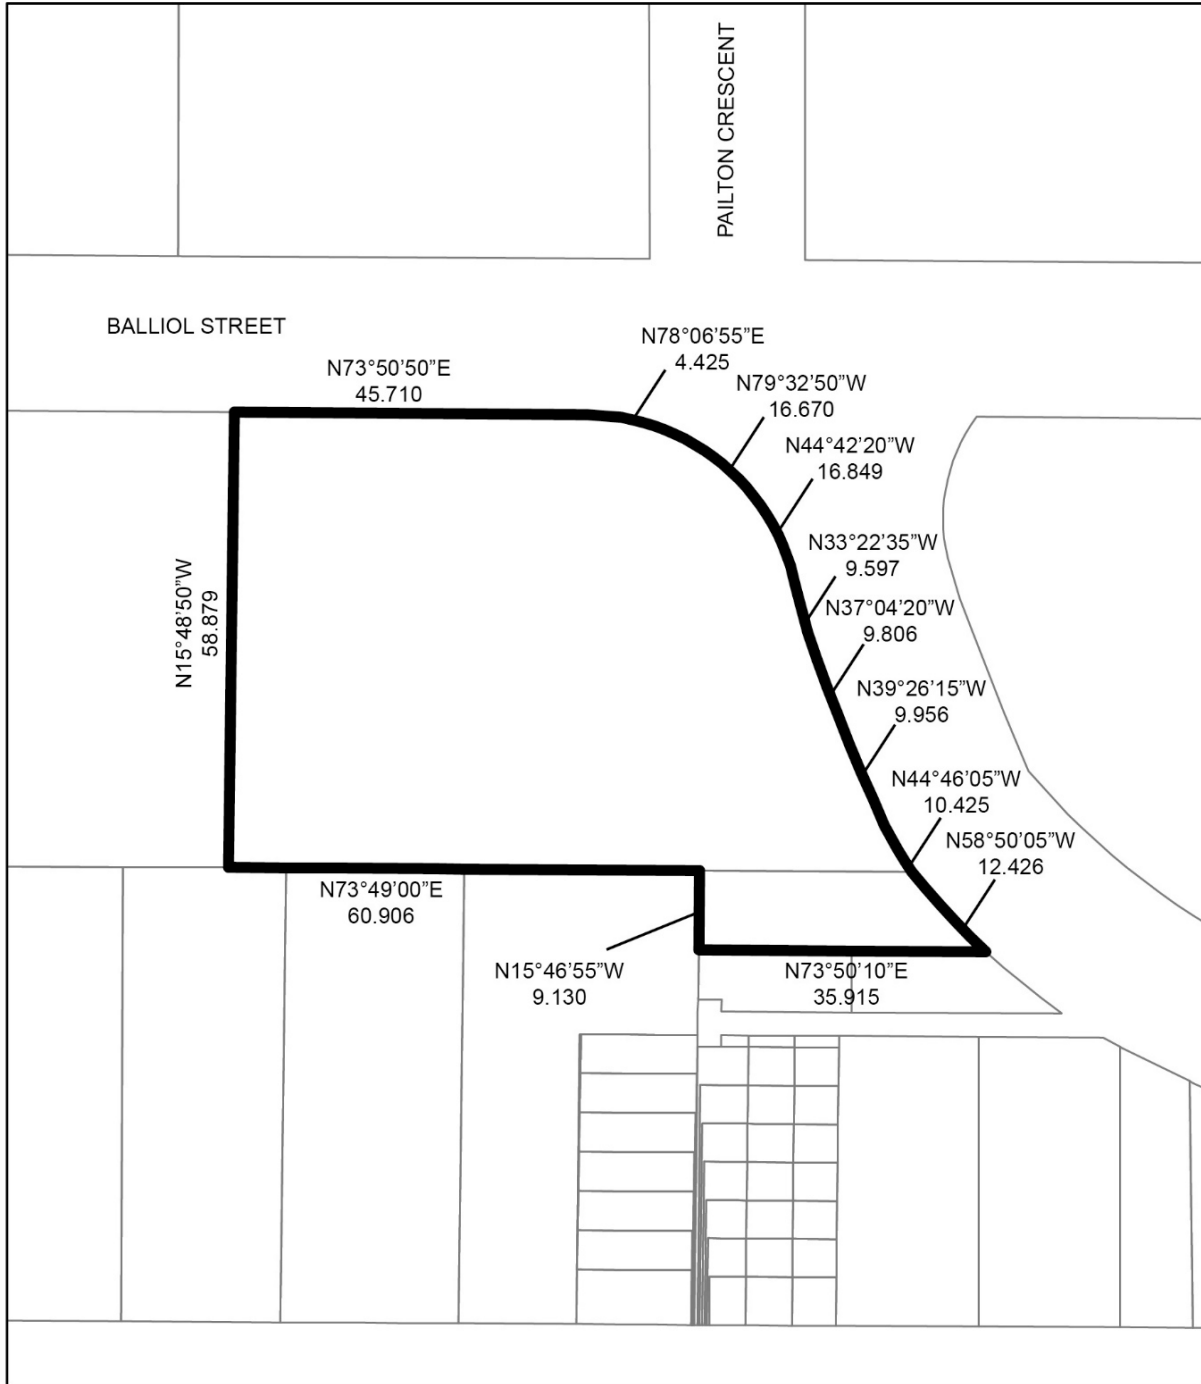 PAILTON CRESCENT
BALLIOL STREET
N78°06’55”E
4.425
N73°50’50”E
45.710
N79°32’50”W
16.670
N44°42’20”W
16.849
N33°22’35”W
9.597
N15°48’50”W
58.879
N37°04’20”W
9.806
N39°26’15”W
9.956
N44°46’05”W
10.425
N58°50’05”W
12.426
N73°49’00”E
60.906
N15°46’55”W
9.130
N73°50’10”E
35.915